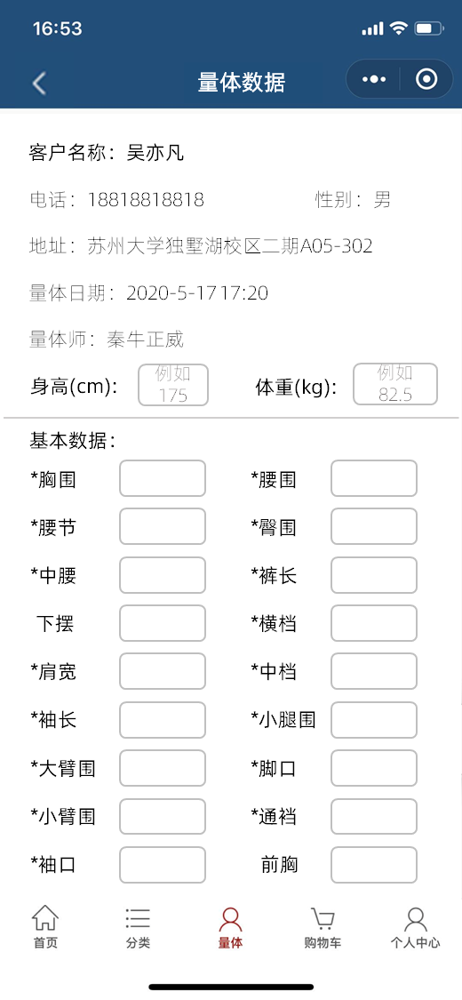 16:53
量体数据
客户名称：吴亦凡
电话：18818818818 性别：男
地址：苏州大学独墅湖校区二期A05-302
量体日期：2020-5-1717:20
量体师：秦牛正威
身高(cm)： 例如 175 体重(kg)： 例如 82.5
基本数据：
*胸围 *腰围
*腰节 *臀围
*中腰 *裤长
下摆 *横档
*肩宽 *中档
*袖长 *小腿围
*大臂围 *脚口
*小臂围 *通裆
*袖口 前胸
首页 分类 量体 购物车 个人中心